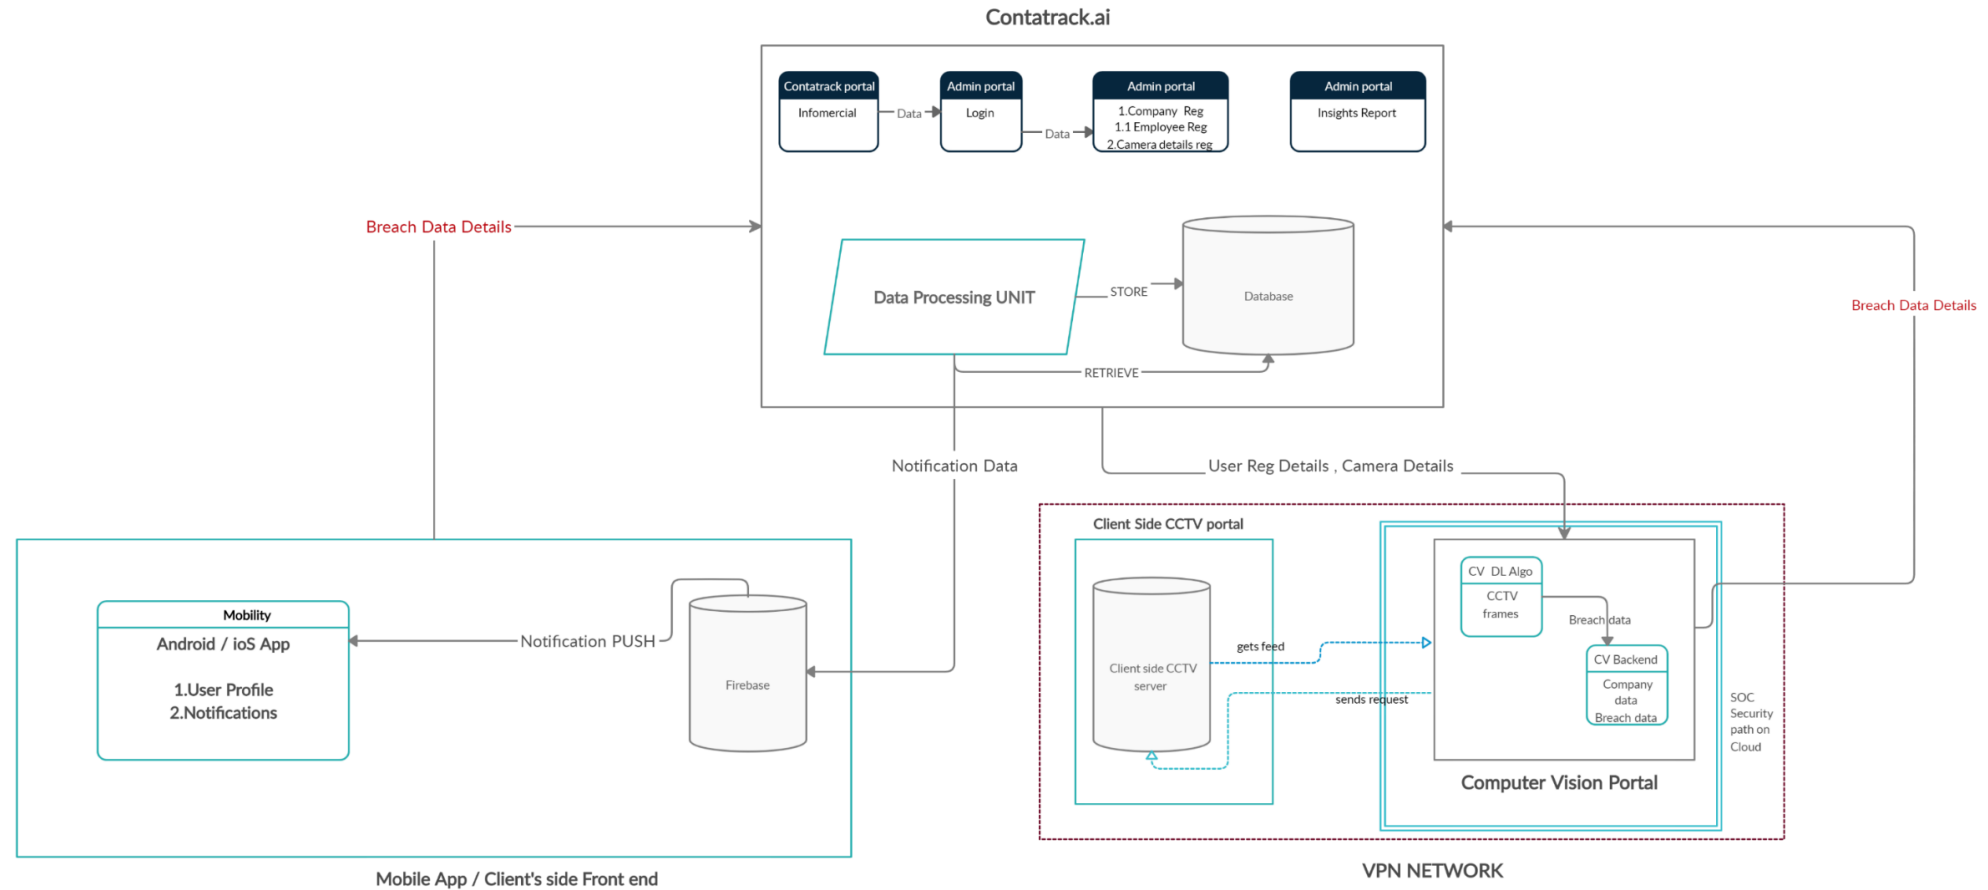 Contatrack.ai
Contatrack portal
Infomercial
Data
Admin portal
Login
Data
Admin portal
1.Company Reg
1.1 Employee Reg
2.Camera details reg
Admin portal
Insights Report
Breach Data Details
Data Processing UNIT
STORE
Database
RETRIEVE
Breach Data Details
Notification Data
User Reg Details , Camera Details
Mobility
Android / ioS App
1.User Profile
2.Notifications
Notification PUSH
Firebase
Mobile App / Client's side Front end
Client Side CCTV portal
Client side CCTV
server
gets feed
sends request
CV DL Algo
CCTV
frames
Breach data
CV Backend
Company
data
Breach data
Computer Vision Portal
SOC
Security
path on
Cloud
VPN NETWORK